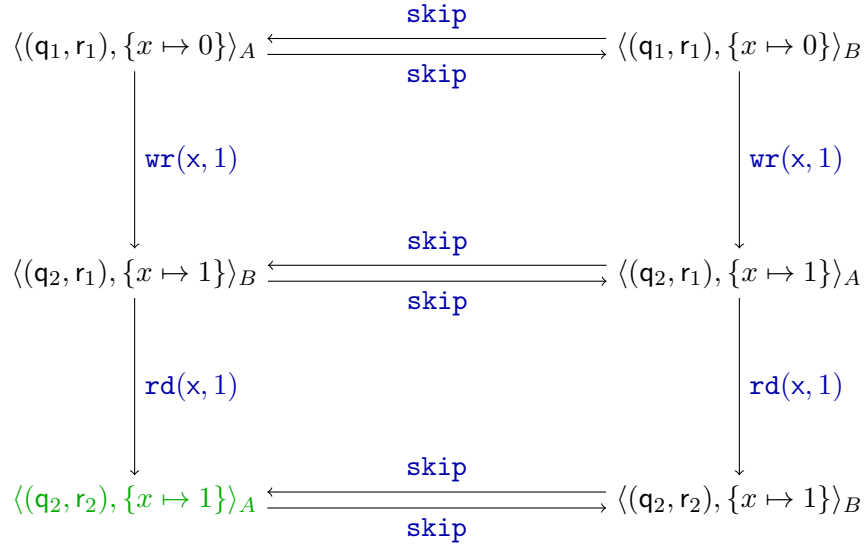 skip
⟨(q₁, r₁), {x ↦ 0}⟩_A ⟨(q₁, r₁), {x ↦ 0}⟩_B
skip
wr(x, 1) wr(x, 1)
skip
⟨(q₂, r₁), {x ↦ 1}⟩_B ⟨(q₂, r₁), {x ↦ 1}⟩_A
skip
rd(x, 1) rd(x, 1)
skip
⟨(q₂, r₂), {x ↦ 1}⟩_A ⟨(q₂, r₂), {x ↦ 1}⟩_B
skip